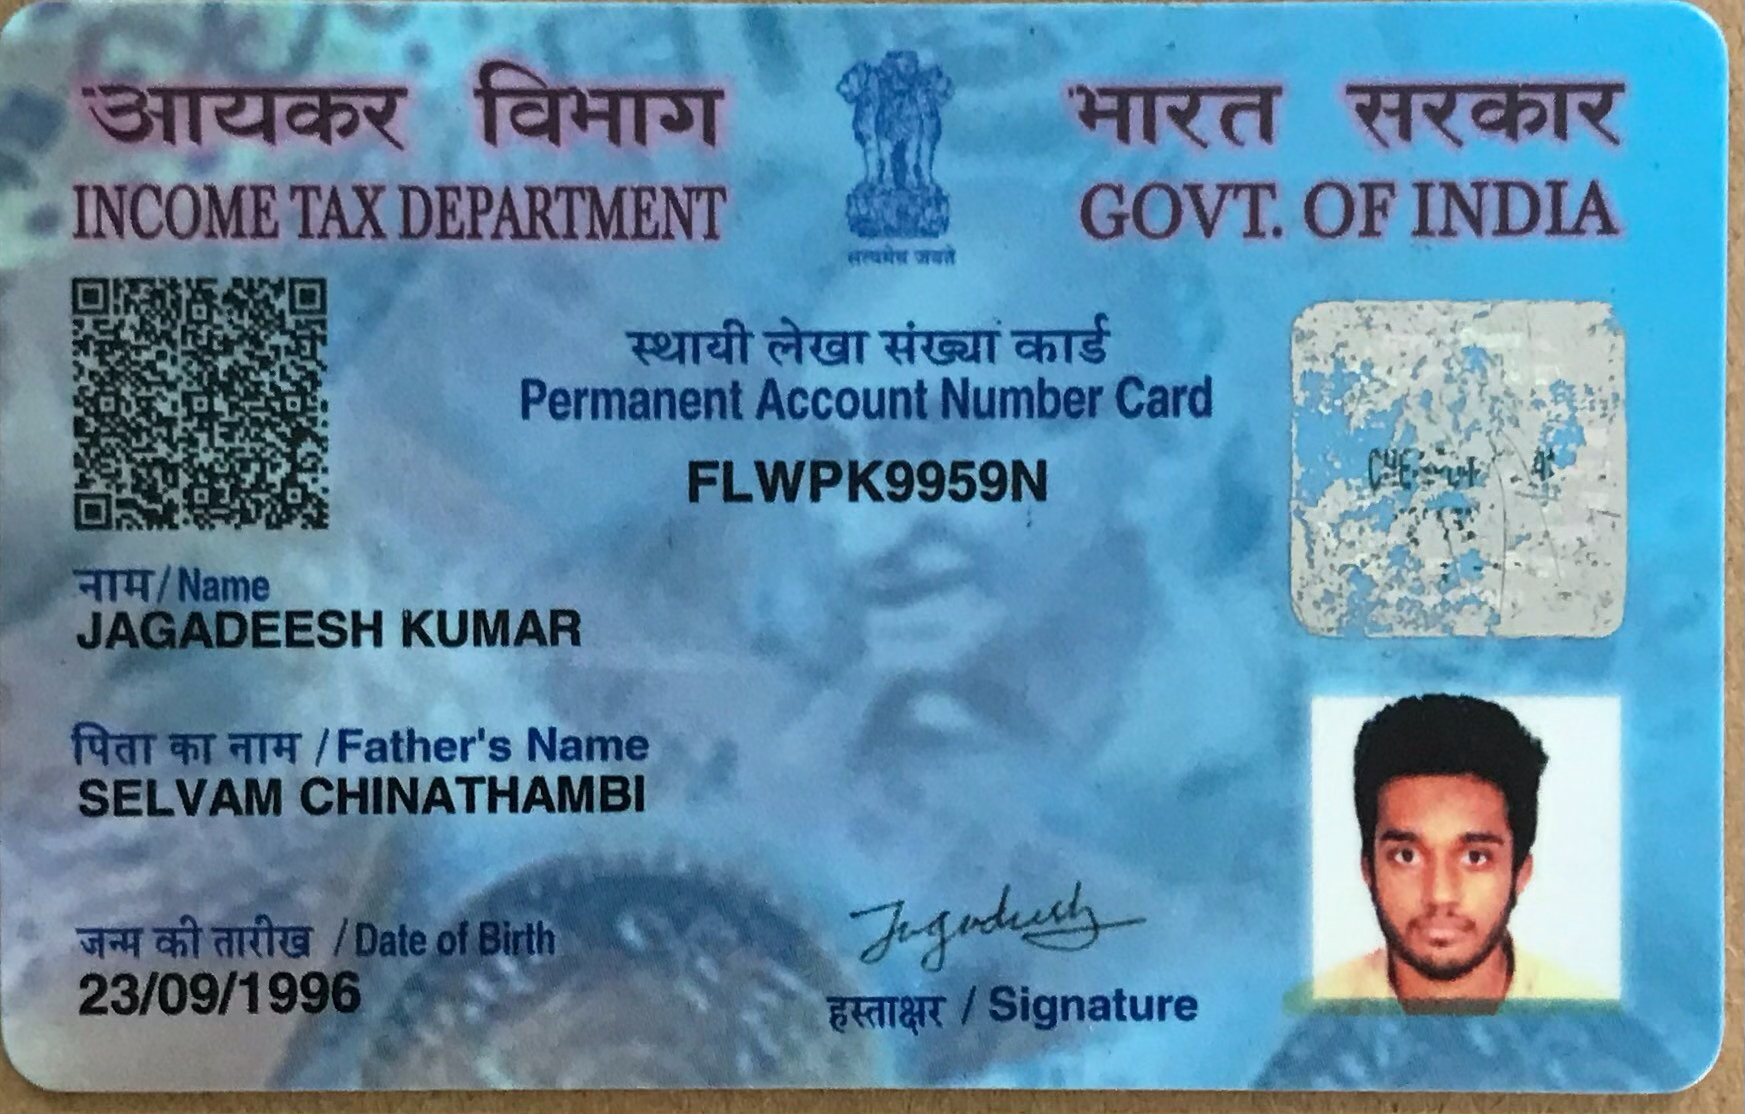 आयकर विभाग
INCOME TAX DEPARTMENT
सत्यमेव जयते
भारत सरकार
GOVT. OF INDIA
स्थायी लेखा संख्या कार्ड
Permanent Account Number Card
FLWPK9959N
नाम / Name
JAGADEESH KUMAR
पिता का नाम / Father's Name
SELVAM CHINATHAMBI
जन्म की तारीख / Date of Birth
23/09/1996
Jagadeesh
हस्ताक्षर / Signature